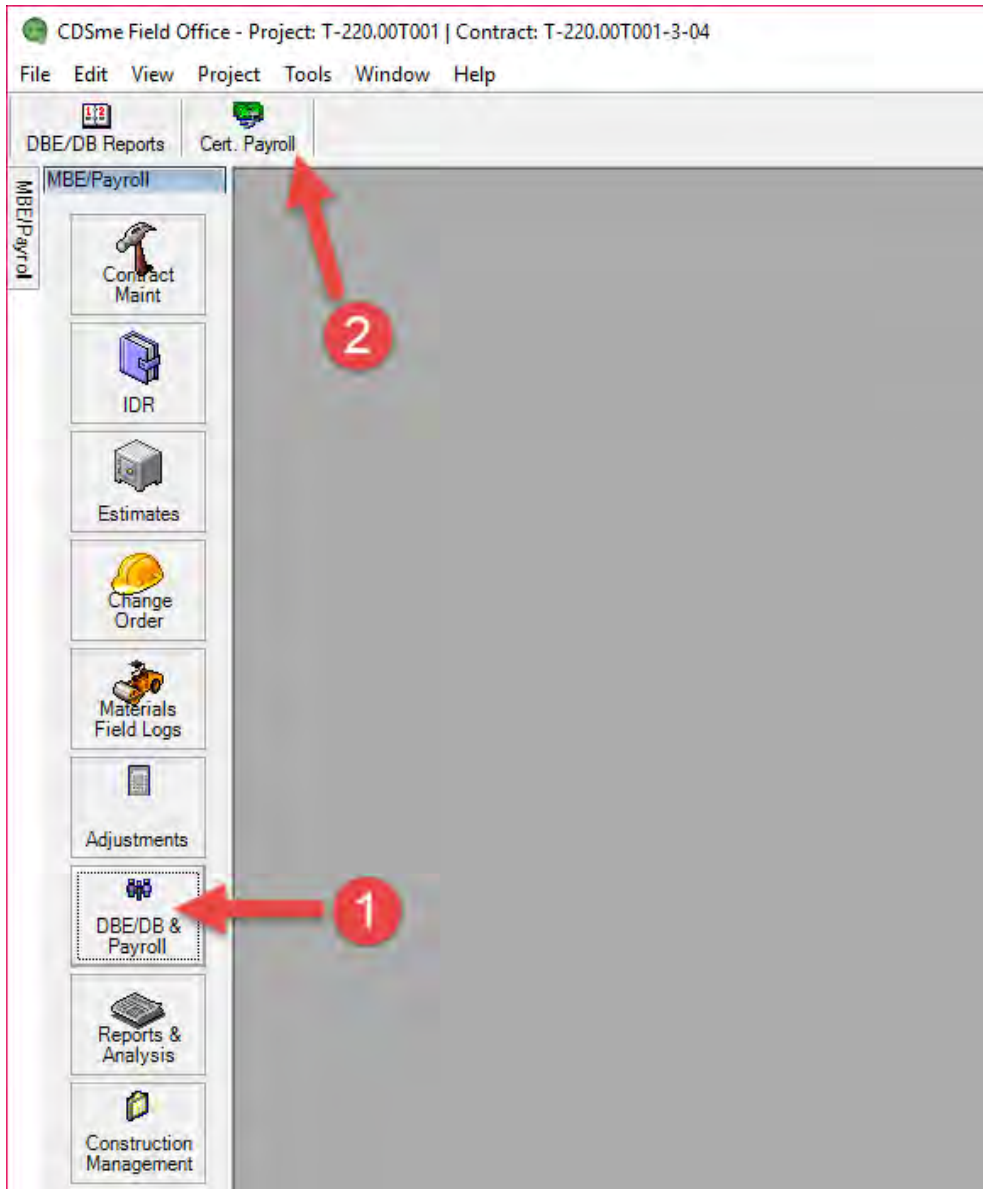 CDSme Field Office - Project: T-220.00T001 | Contract: T-220.00T001-3-04
File Edit View Project Tools Window Help
DBE/DB Reports Cert. Payroll
MBE/Payrol
MBE/Payroll
Contract
Maint
2
IDR
Estimates
Change
Order
Materials
Field Logs
Adjustments
DBE/DB &
Payroll
1
Reports &
Analysis
Construction
Management